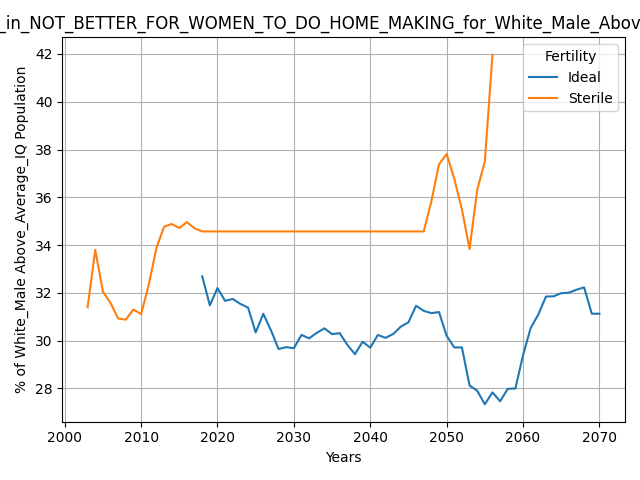 _in_NOT_BETTER_FOR_WOMEN_TO_DO_HOME_MAKING_for_White_Male_Abov
% of White_Male Above_Average_IQ Population
42
40
38
36
34
32
30
28
Fertility
Ideal
Sterile
2000 2010 2020 2030 2040 2050 2060 2070
Years